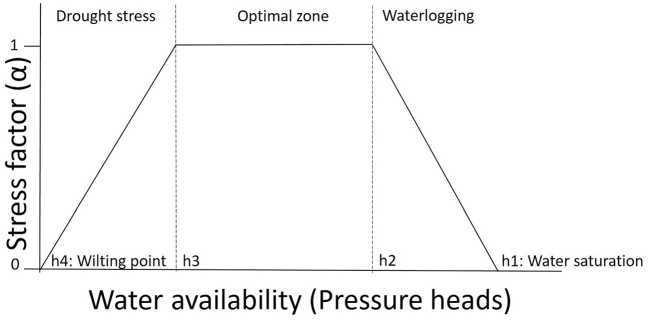 Drought stress
Optimal zone
Waterlogging
1
Stress factor (α)
0
h4: Wilting point
h3
h2
h1: Water saturation
Water availability (Pressure heads)